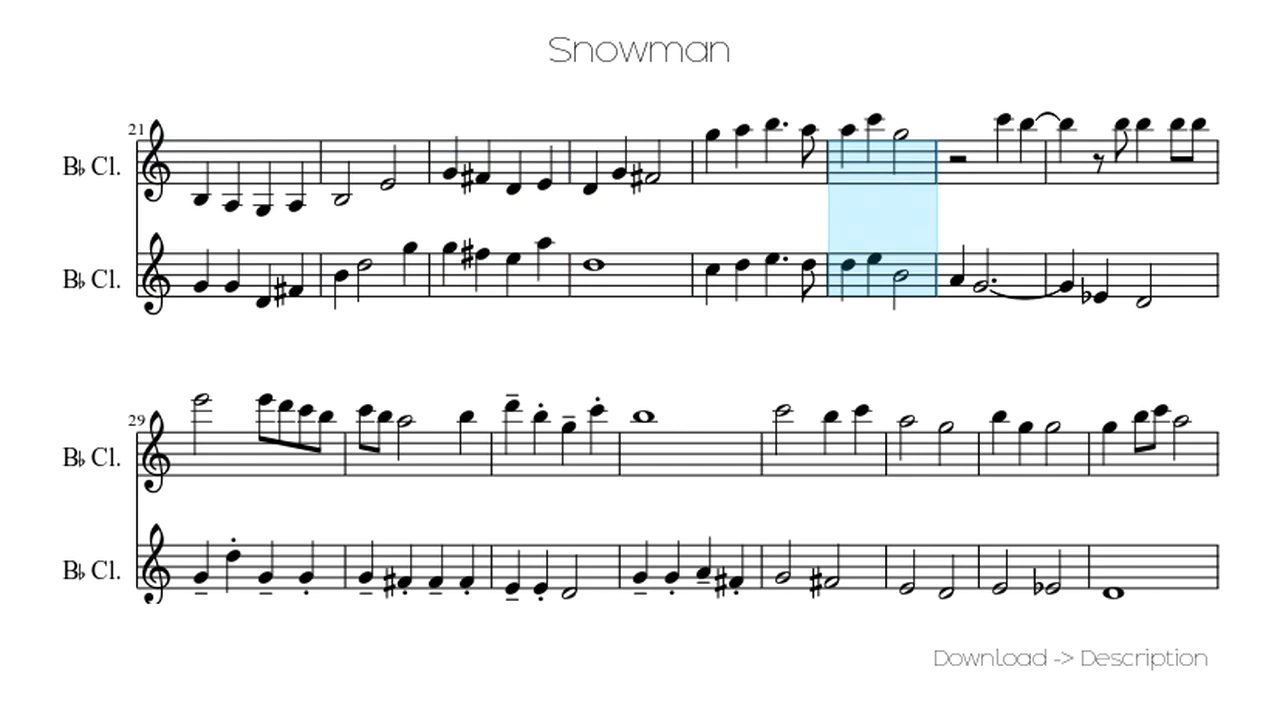 Snowman
21
B♭ Cl.
B♭ Cl.
29
B♭ Cl.
B♭ Cl.
Download -> Description